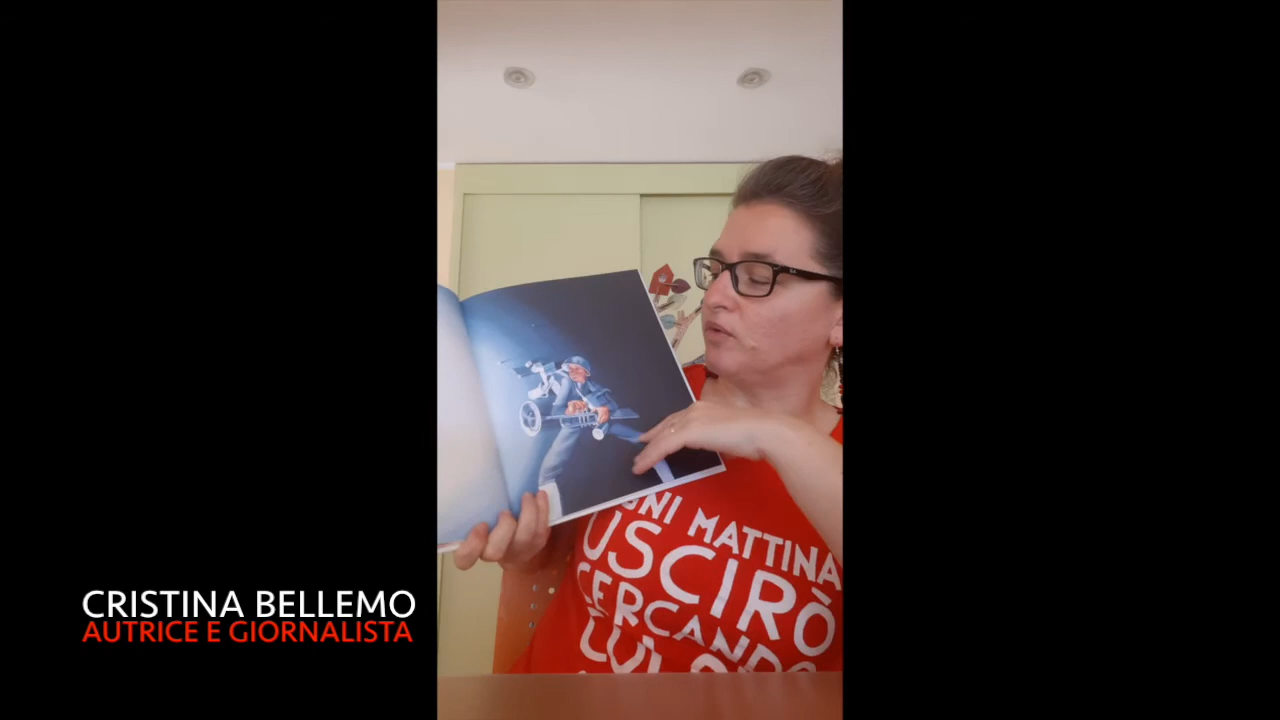 CRISTINA BELLEMO
AUTRICE E GIORNALISTA
MATTINA
USCIRÒ
CERCANDO